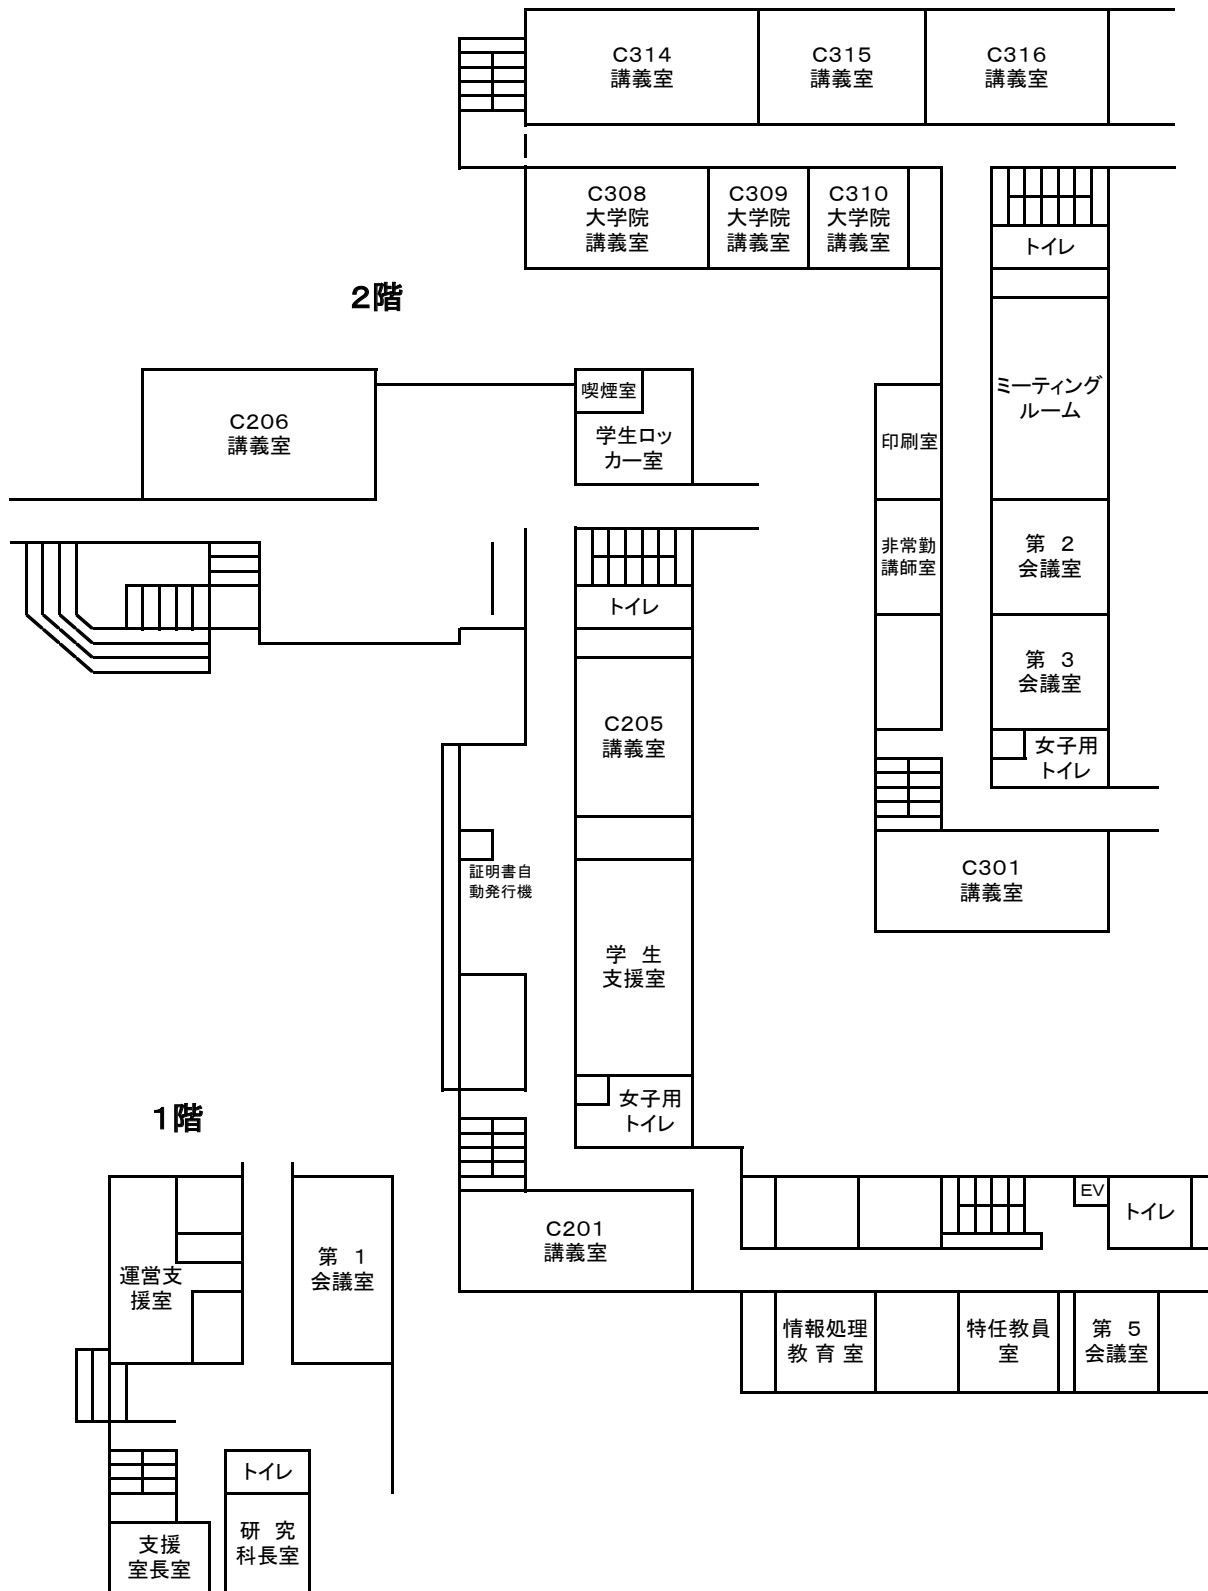 C314
講義室
C315
講義室
C316
講義室
C308
大学院
講義室
C309
大学院
講義室
C310
大学院
講義室
トイレ
2階
喫煙室
学生ロッ
カー室
C206
講義室
印刷室
ミーティング
ルーム
非常勤
講師室
第 2
会議室
トイレ
第 3
会議室
C205
講義室
女子用
トイレ
証明書自
動発行機
C301
講義室
学 生
支援室
女子用
トイレ
1階
C201
講義室
EV
トイレ
運営支
援室
第 1
会議室
情報処理
教 育 室
特任教員
室
第 5
会議室
トイレ
支援
室長室
研 究
科長室